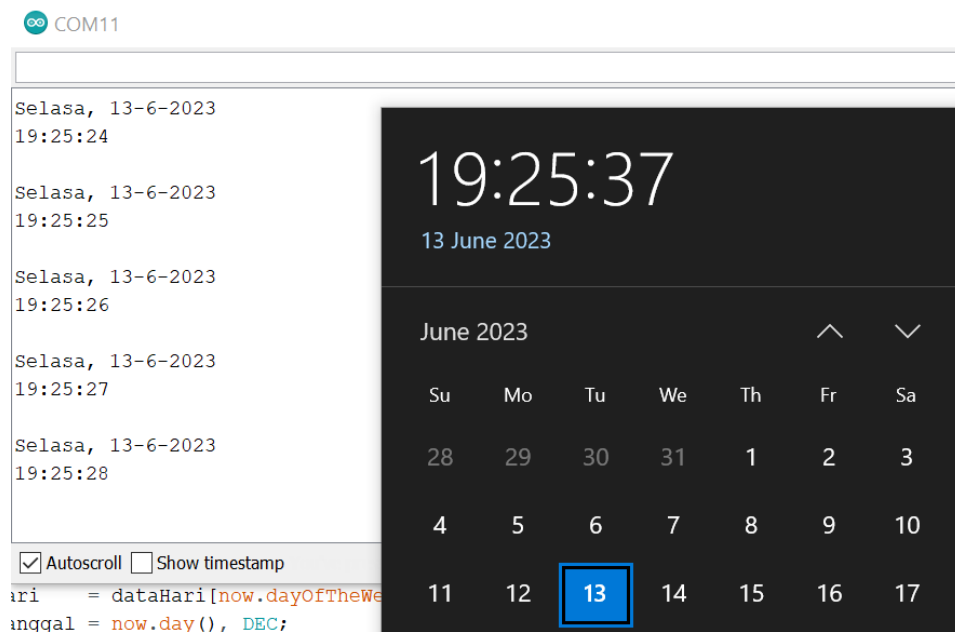 COM11
Selasa, 13-6-2023
19:25:24
Selasa, 13-6-2023
19:25:25
Selasa, 13-6-2023
19:25:26
Selasa, 13-6-2023
19:25:27
Selasa, 13-6-2023
19:25:28
Autoscroll Show timestamp
ari = dataHari[now.dayOfTheWe
anggal = now.day(), DEC;
19:25:37
13 June 2023
June 2023
Su Mo Tu We Th Fr Sa
28 29 30 31 1 2 3
4 5 6 7 8 9 10
11 12 13 14 15 16 17